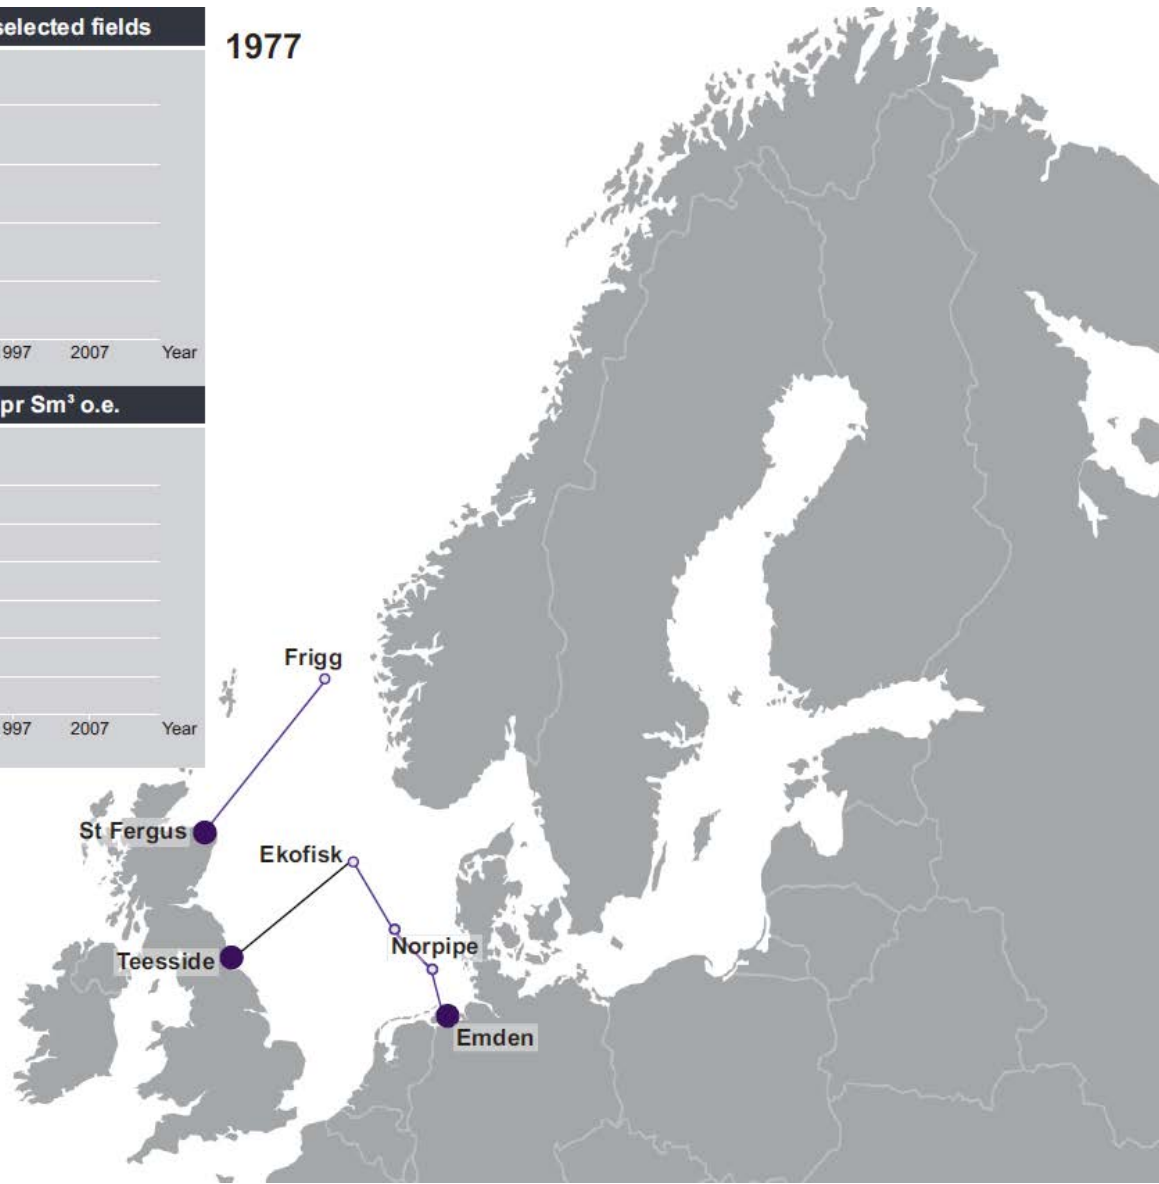 selected fields
1977
997 2007 Year
pr Sm³ o.e.
997 2007 Year
Frigg
St Fergus
Ekofisk
Norpipe
Teesside
Emden